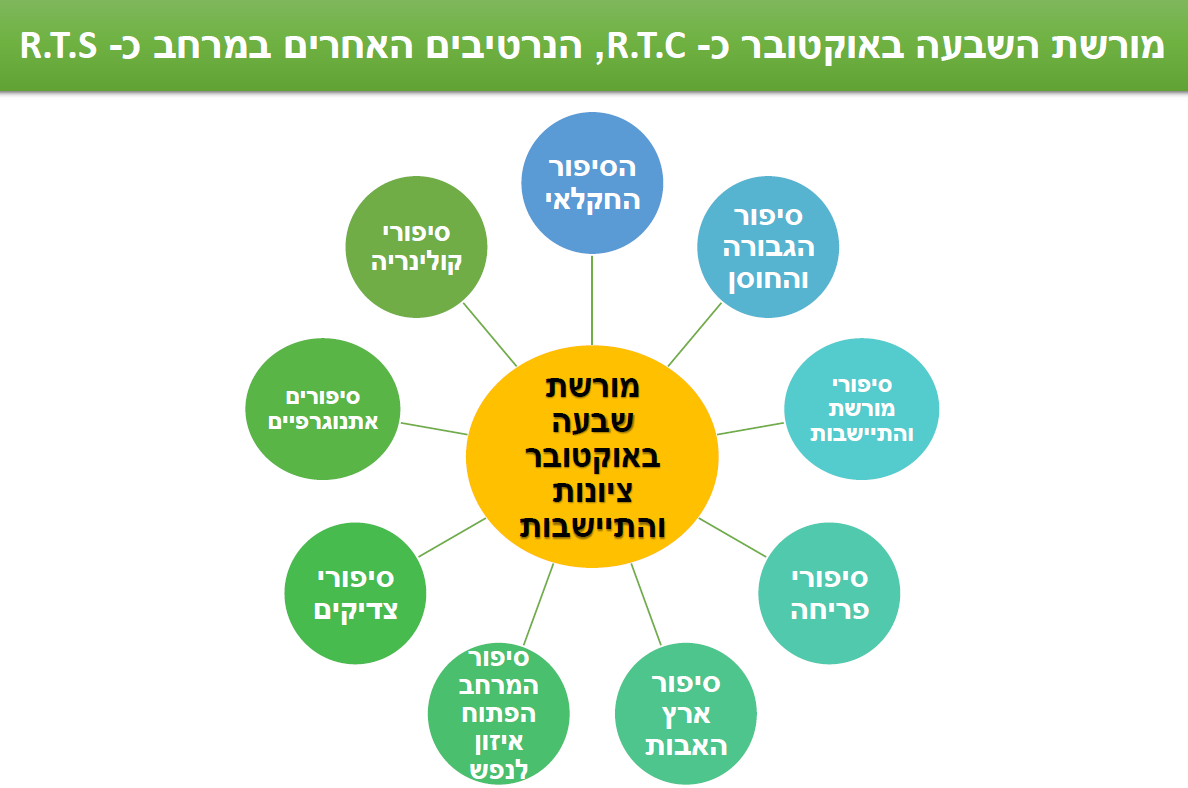 מורשת השבעה באוקטובר כ- R.T.C, הנרטיבים האחרים במרחב כ- R.T.S
הסיפור
החקלאי
סיפור
הגבורה
והחוסן
סיפורי
מורשת
והתיישבות
סיפורי
פריחה
סיפור
ארץ
האבות
סיפור
המרחב
הפתוח
איזון
לנפש
סיפורי
צדיקים
סיפורים
אתנוגרפיים
סיפורי
קולינריה
מורשת
שבעה
באוקטובר
ציונות
והתיישבות